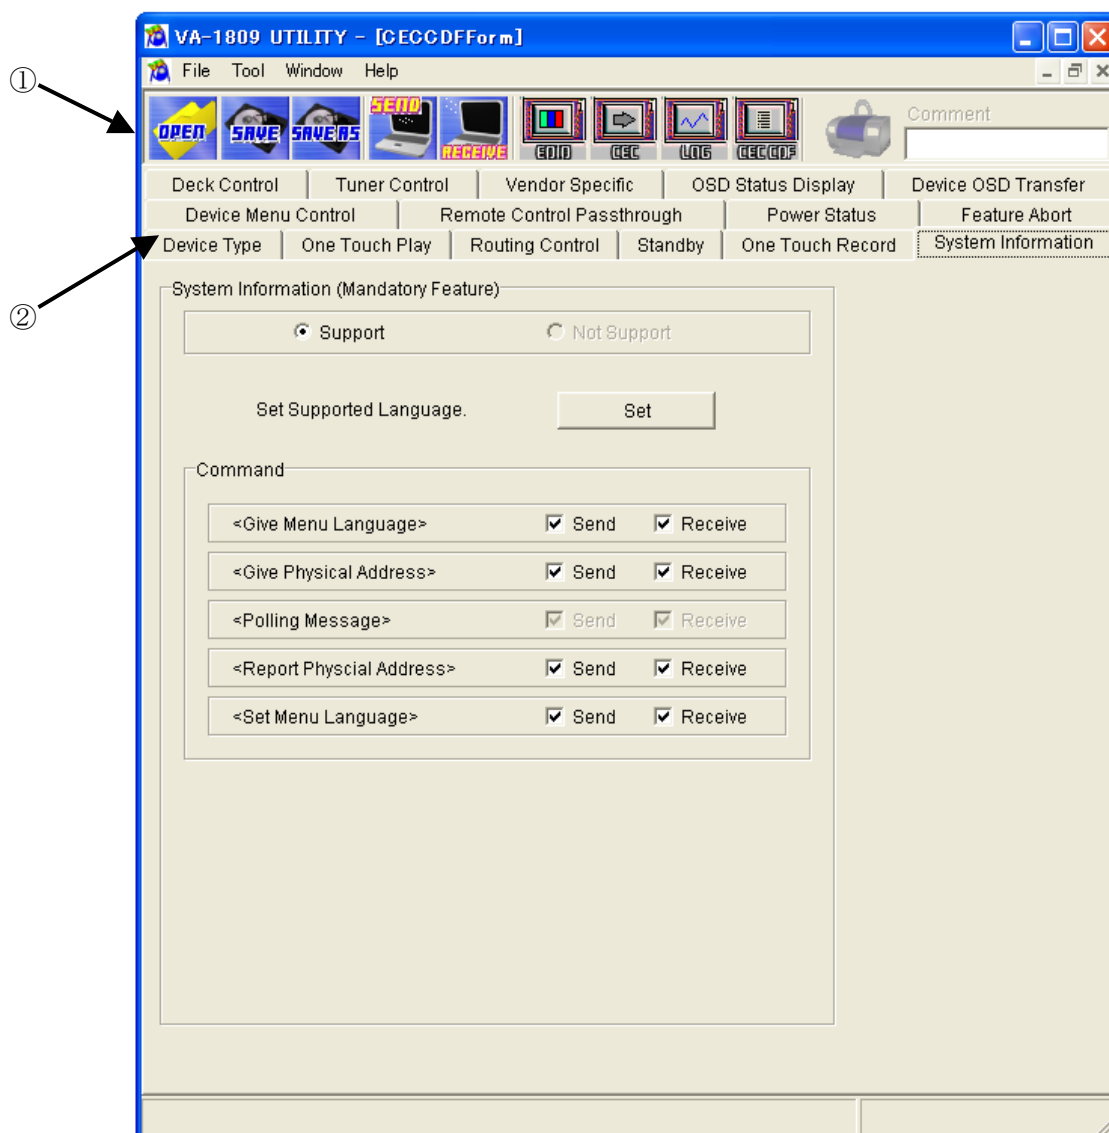 VA-1809 UTILITY - [CECCDFForm]
① File Tool Window Help
OPEN SAVE SAVE AS SEND RECEIVE EDID CEC LOG CEC CDF Comment
Deck Control Tuner Control Vendor Specific OSD Status Display Device OSD Transfer
Device Menu Control Remote Control Passthrough Power Status Feature Abort
Device Type One Touch Play Routing Control Standby One Touch Record System Information
②
System Information (Mandatory Feature)
Support Not Support
Set Supported Language. Set
Command
<Give Menu Language> Send Receive
<Give Physical Address> Send Receive
<Polling Message> Send Receive
<Report Physcial Address> Send Receive
<Set Menu Language> Send Receive